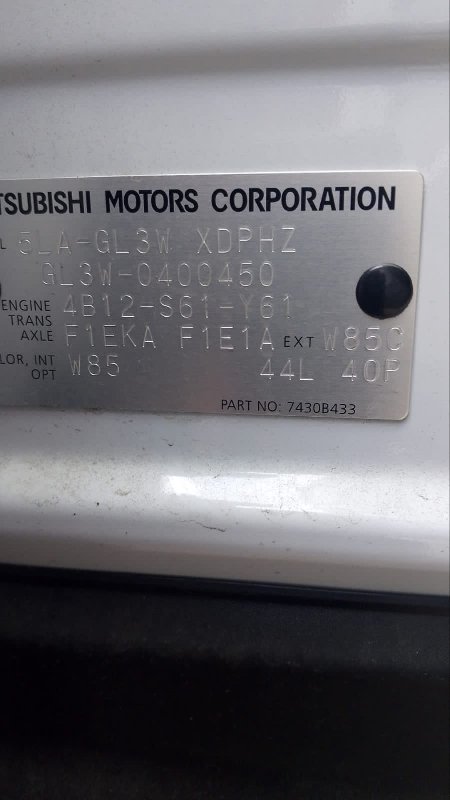 TSUBISHI MOTORS CORPORATION
L 5LA-GL3W XDPHZ
GL3W-0400450
ENGINE 4B12-S61-Y61
TRANS
AXLE F1EKA F1E1A EXT W85C
LOR, INT W85
OPT 44L 40P
PART NO: 7430B433